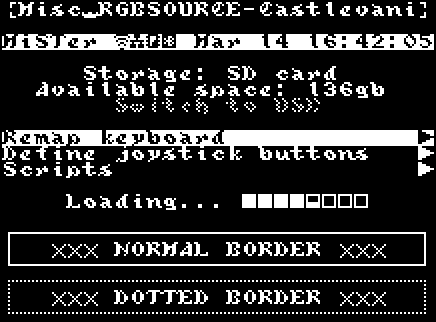 [Misc_RGBSOURCE-Castlevani]
MiSTer Mar 14 16:42:05
Storage: SD card
Available space: 136gb
Switch to USB
Remap keyboard
Define joystick buttons
Scripts
Loading...
XXX NORMAL BORDER XXX
XXX DOTTED BORDER XXX